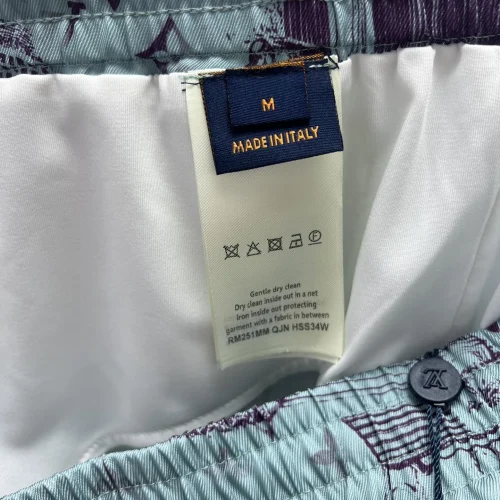 M
MADE IN ITALY
Gentle dry clean
Dry clean inside out in a net
Iron inside out protecting
garment with a fabric in between
RM251MM QJN HSS34W